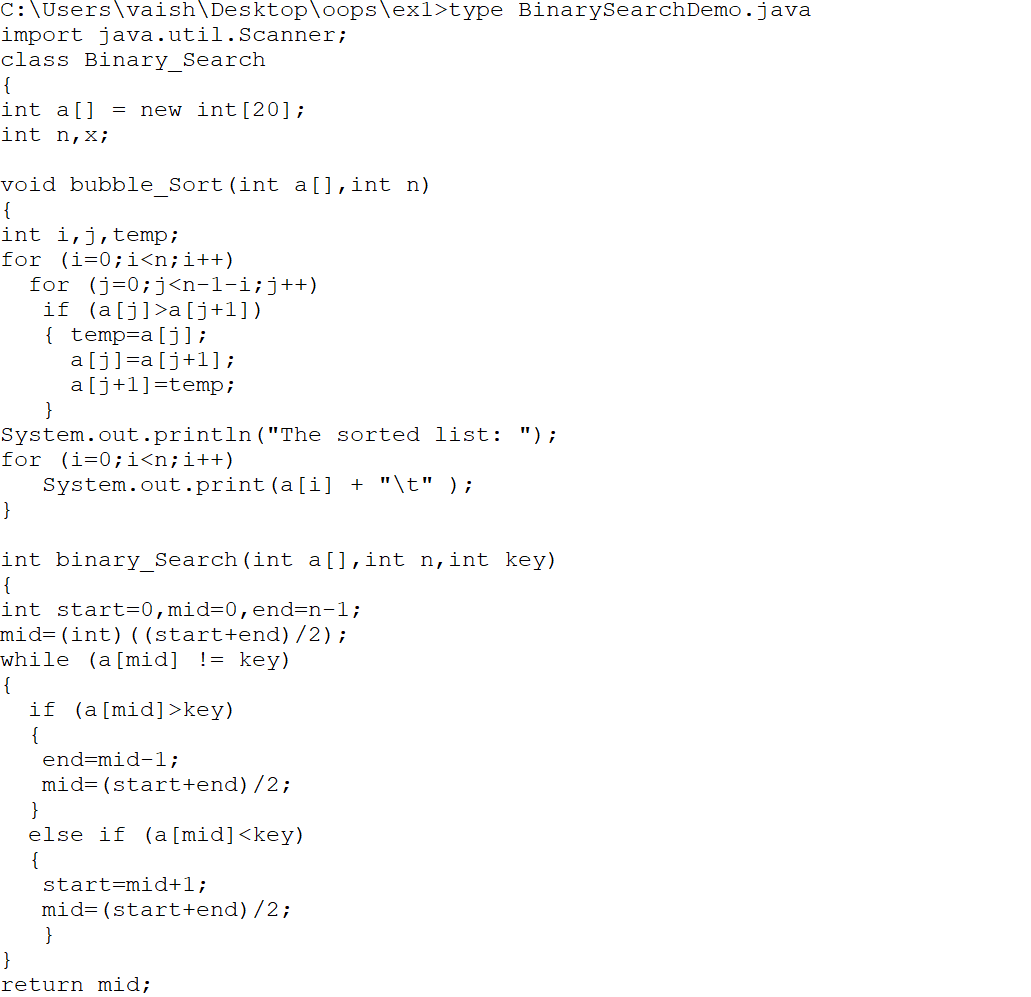 C:\Users\vaish\Desktop\oops\ex1>type BinarySearchDemo.java
import java.util.Scanner;
class Binary_Search
{
int a[] = new int[20];
int n,x;

void bubble_Sort(int a[],int n)
{
int i,j,temp;
for (i=0;i<n;i++)
  for (j=0;j<n-1-i;j++)
   if (a[j]>a[j+1])
   { temp=a[j];
     a[j]=a[j+1];
     a[j+1]=temp;
   }
System.out.println("The sorted list: ");
for (i=0;i<n;i++)
   System.out.print(a[i] + "\t" );
}

int binary_Search(int a[],int n,int key)
{
int start=0,mid=0,end=n-1;
mid=(int)((start+end)/2);
while (a[mid] != key)
{
  if (a[mid]>key)
  {
   end=mid-1;
   mid=(start+end)/2;
  }
  else if (a[mid]<key)
  {
   start=mid+1;
   mid=(start+end)/2;
   }
}
return mid;